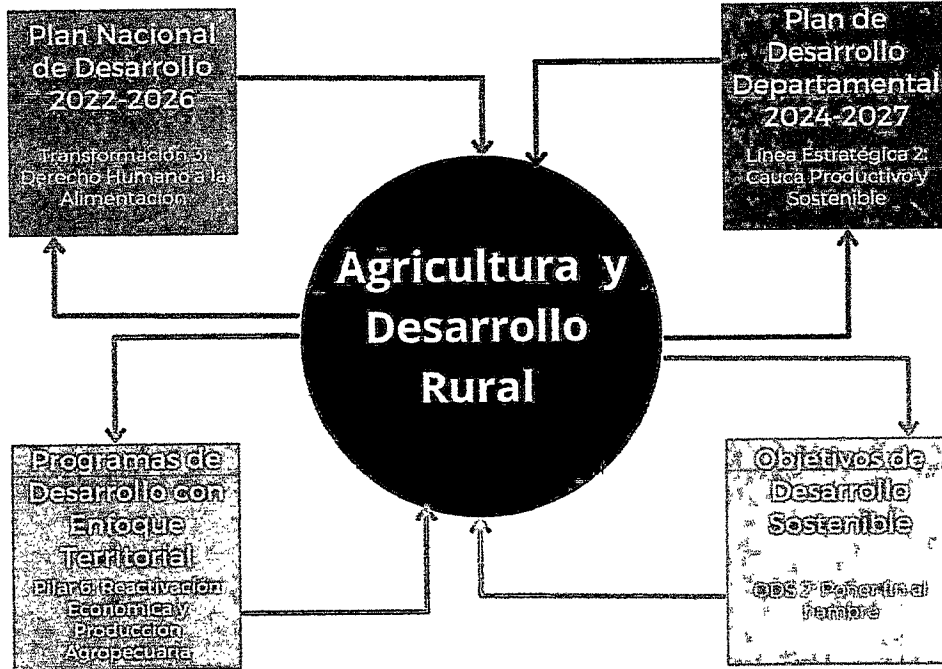 Plan Nacional
de Desarrollo
2022-2026
Transformación 3:
Derecho Humano a la
Alimentación
Plan de
Desarrollo
Departamental
2024-2027
Línea Estratégica 2:
Cauca Productivo y
Sostenible
Agricultura y
Desarrollo
Rural
Programas de
Desarrollo con
Enfoque
Territorial
Pilar 6: Reactivación
Económica y
Producción
Agropecuaria
Objetivos de
Desarrollo
Sostenible
ODS 2: Poner fin al
hambre